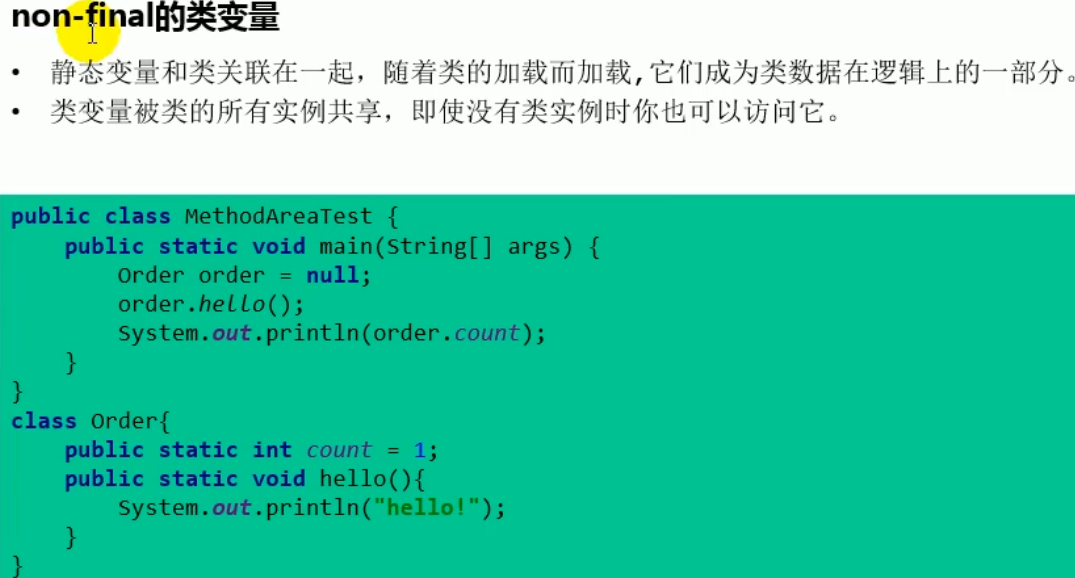 non-final的类变量
• 静态变量和类关联在一起，随着类的加载而加载,它们成为类数据在逻辑上的一部分。
• 类变量被类的所有实例共享，即使没有类实例时你也可以访问它。
public class MethodAreaTest {
    public static void main(String[] args) {
        Order order = null;
        order.hello();
        System.out.println(order.count);
    }
}
class Order{
    public static int count = 1;
    public static void hello(){
        System.out.println("hello!");
    }
}